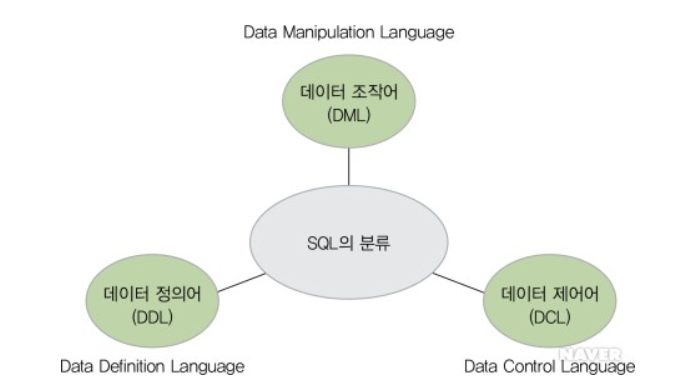 Data Manipulation Language
데이터 조작어
(DML)
SQL의 분류
데이터 정의어
(DDL)
데이터 제어어
(DCL)
Data Definition Language
Data Control Language
NAVER